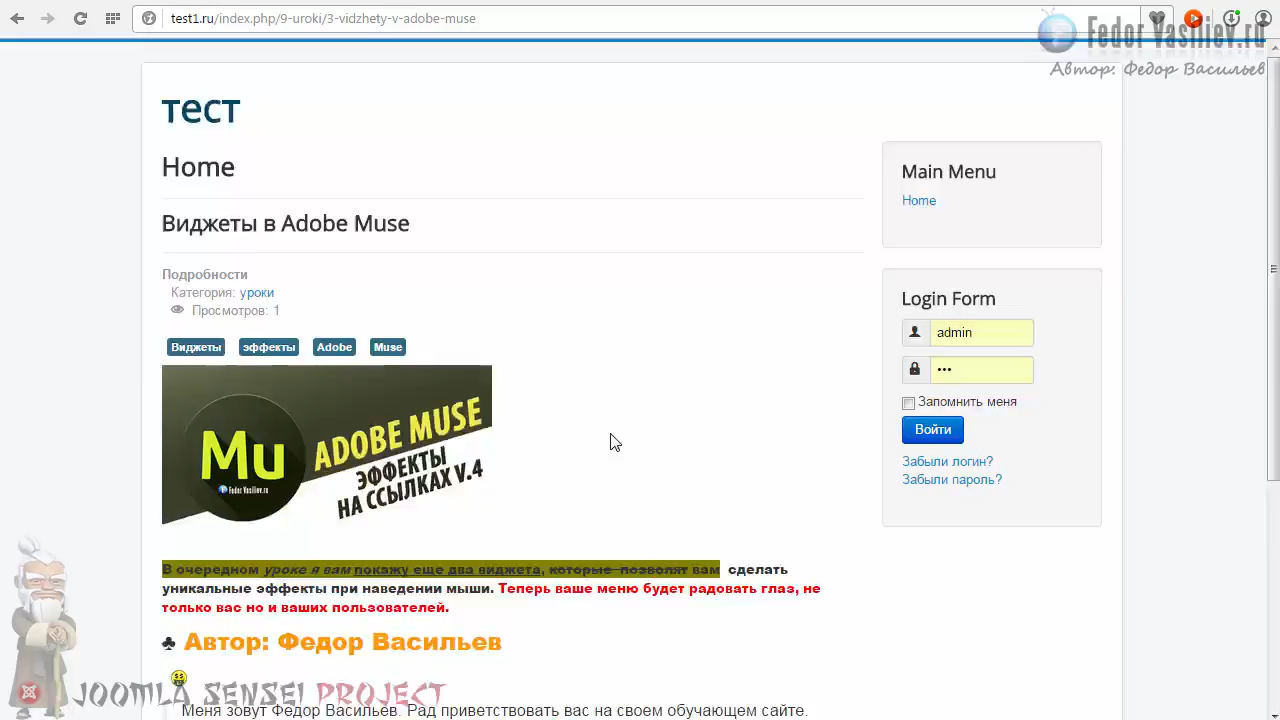 test1.ru/index.php/9-uroki/3-vidzhety-v-adobe-muse
Fedor Vasiliev.ru
Автор: Федор Васильев
тест
Home
Виджеты в Adobe Muse
Подробности
Категория: уроки
Просмотров: 1
Виджеты эффекты Adobe Muse
Mu
Fedor Vasiliev.ru
ADOBE MUSE
ЭФФЕКТЫ
НА ССЫЛКАХ V.4
В очередном уроке я вам покажу еще два виджета, которые позволят вам сделать
уникальные эффекты при наведении мыши. Теперь ваше меню будет радовать глаз, не
только вас но и ваших пользователей.
♣ Автор: Федор Васильев
Меня зовут Федор Васильев. Рад приветствовать вас на своем обучающем сайте.
Main Menu
Home
Login Form
admin
•••
Запомнить меня
Войти
Забыли логин?
Забыли пароль?
JOOMLA SENSEI PROJECT